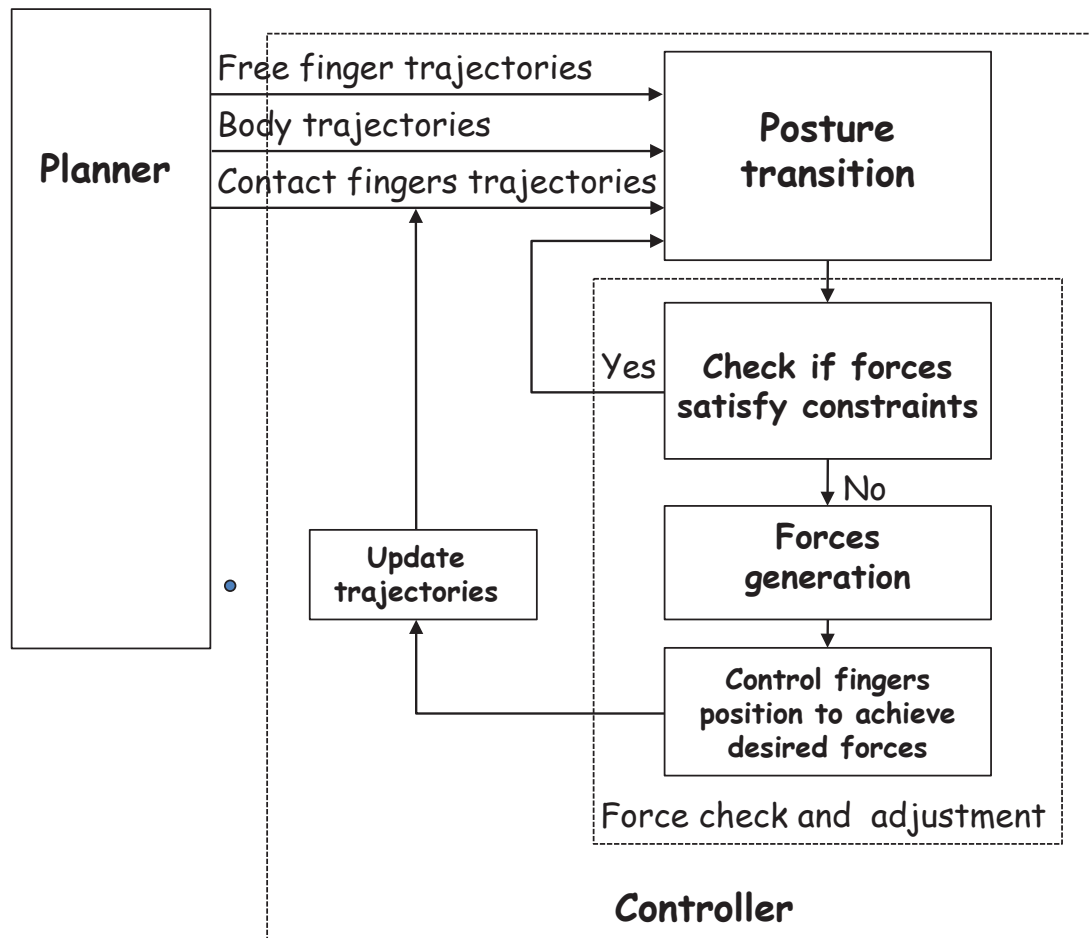 Planner
Free finger trajectories
Body trajectories
Contact fingers trajectories
Posture
transition
Yes
Check if forces
satisfy constraints
No
Forces
generation
Update
trajectories
Control fingers
position to achieve
desired forces
Force check and adjustment
Controller